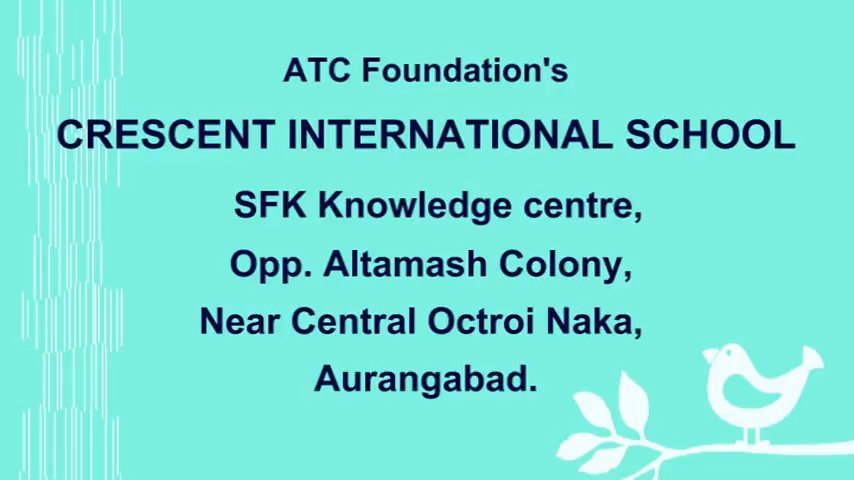 ATC Foundation's
CRESCENT INTERNATIONAL SCHOOL
SFK Knowledge centre,
Opp. Altamash Colony,
Near Central Octroi Naka,
Aurangabad.